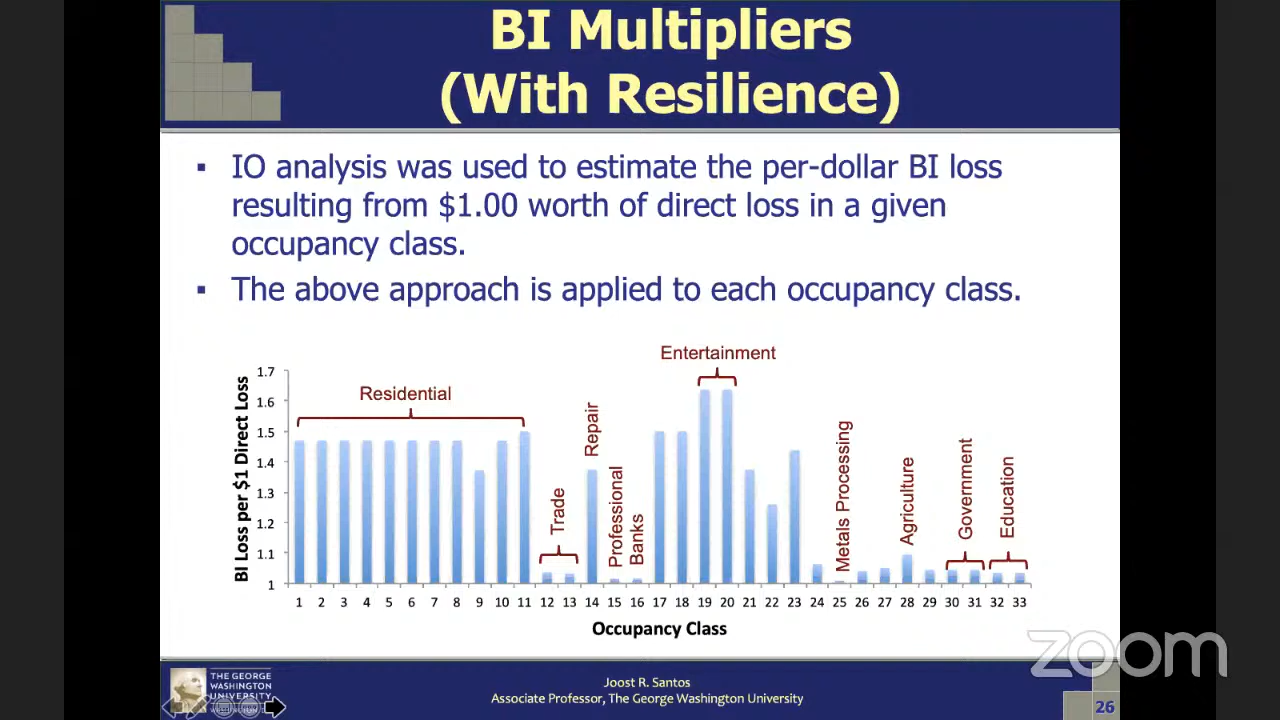 BI Multipliers
(With Resilience)
▪ IO analysis was used to estimate the per-dollar BI loss
resulting from $1.00 worth of direct loss in a given
occupancy class.
▪ The above approach is applied to each occupancy class.
BI Loss per $1 Direct Loss
1.7
1.6
1.5
1.4
1.3
1.2
1.1
1
Residential
Trade
Repair
Professional
Banks
Entertainment
Metals Processing
Agriculture
Government
Education
1 2 3 4 5 6 7 8 9 10 11 12 13 14 15 16 17 18 19 20 21 22 23 24 25 26 27 28 29 30 31 32 33
Occupancy Class
zoom
THE GEORGE
WASHINGTON
UNIVERSITY
Joost R. Santos
Associate Professor, The George Washington University
26